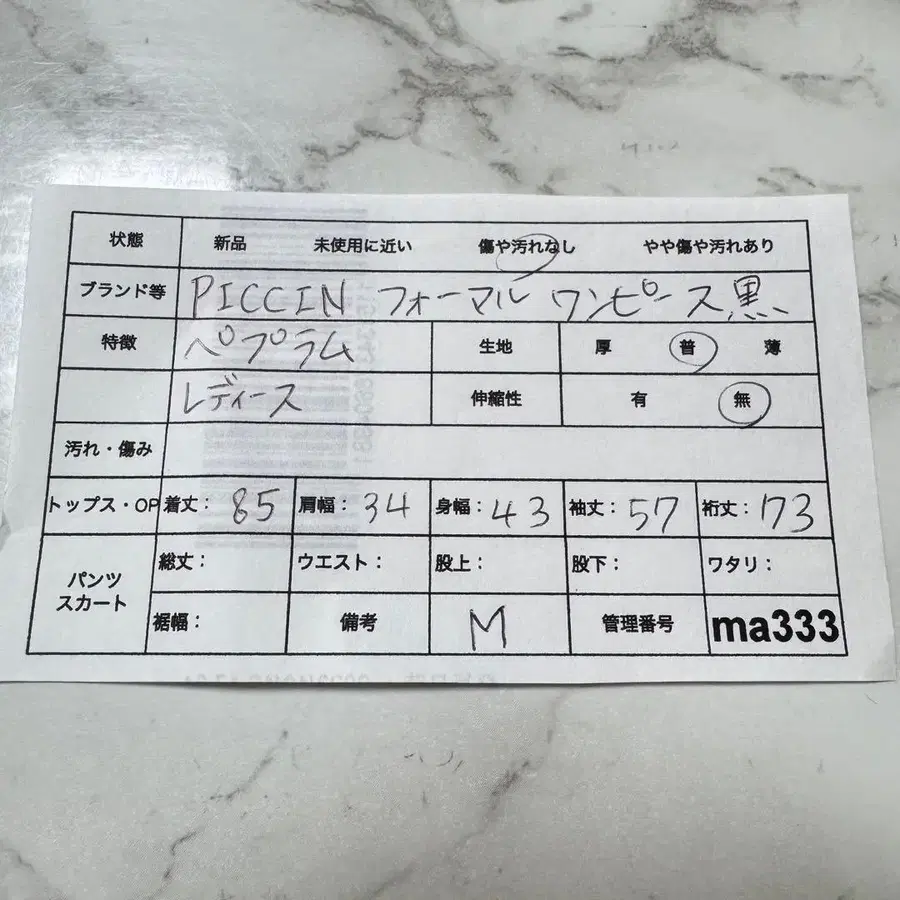 状態 新品 未使用に近い 傷や汚れなし やや傷や汚れあり
ブランド等 PICCIN フォーマル ワンピース黒
特徴 ペプラム 生地 厚 普 薄
レディース 伸縮性 有 無
汚れ・傷み
トップス・OP 着丈: 85 肩幅: 34 身幅: 43 袖丈: 57 裄丈: 73
パンツ スカート 総丈: ウエスト: 股上: 股下: ワタリ:
裾幅: 備考 M 管理番号 ma333